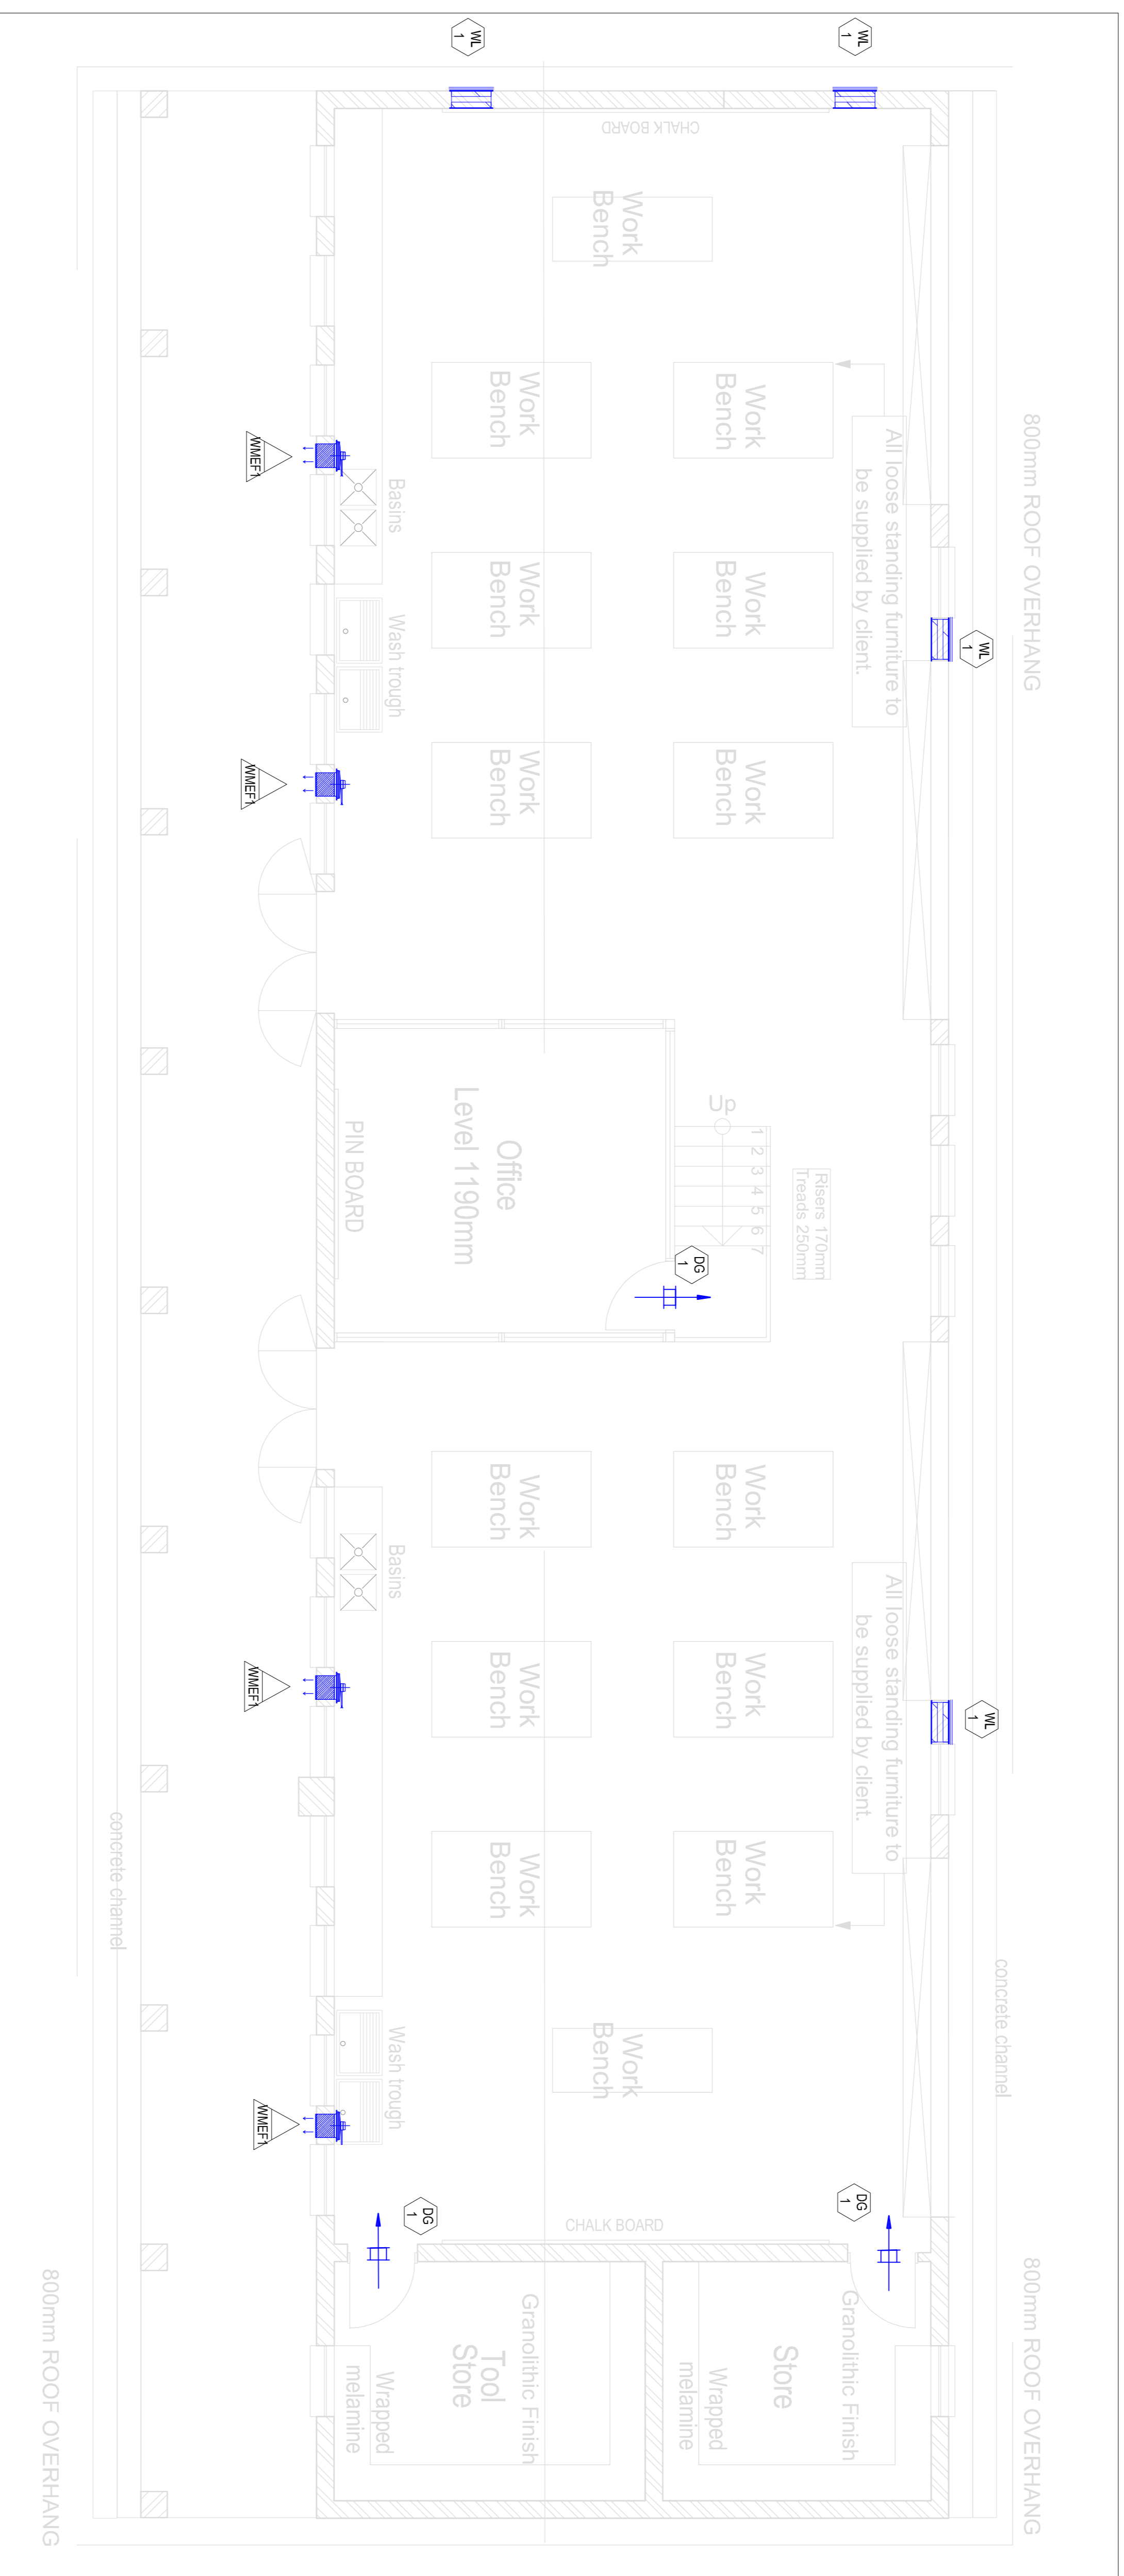 WL
1
WL
1
CHALK BOARD
Work
Bench
800mm ROOF OVERHANG
Work
Bench
Work
Bench
All loose standing furniture to
be supplied by client.
WMEF1
Basins
Work
Bench
Work
Bench
WL
1
Wash trough
WMEF1
Work
Bench
Work
Bench
Up
1
2
3
4
5
6
7
Risers 170mm
Treads 250mm
Office
Level 1190mm
PIN BOARD
DG
1
Work
Bench
Work
Bench
Basins
All loose standing furniture to
be supplied by client.
WMEF1
Work
Bench
Work
Bench
WL
1
Work
Bench
Work
Bench
concrete channel
concrete channel
Work
Bench
Wash trough
WMEF1
DG
1
DG
1
CHALK BOARD
Granolithic Finish
Store
Wrapped
melamine
Granolithic Finish
Tool
Store
Wrapped
melamine
800mm ROOF OVERHANG
800mm ROOF OVERHANG